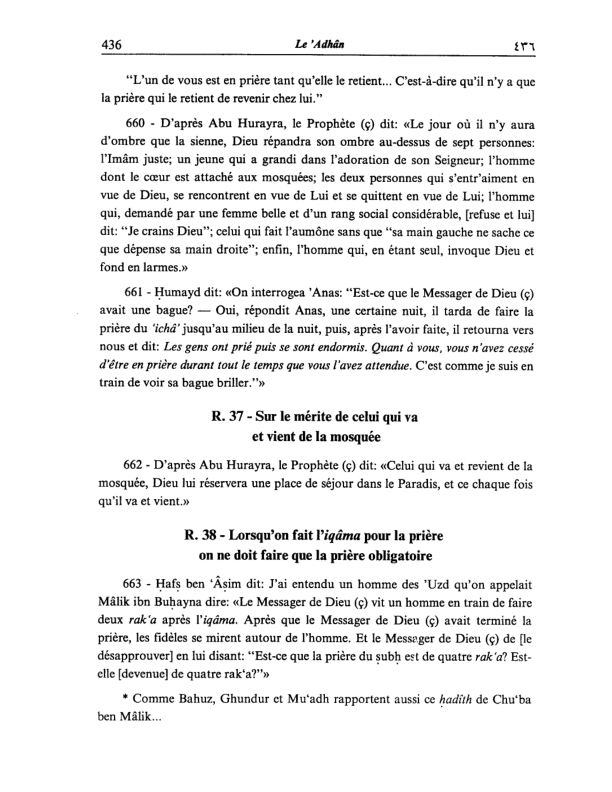 436 Le 'Adhân ٤٣٦
“L'un de vous est en prière tant qu'elle le retient... C'est-à-dire qu'il n'y a que
la prière qui le retient de revenir chez lui.”
660 - D'après Abu Hurayra, le Prophète (ç) dit: «Le jour où il n'y aura
d'ombre que la sienne, Dieu répandra son ombre au-dessus de sept personnes:
l'Imâm juste; un jeune qui a grandi dans l'adoration de son Seigneur; l'homme
dont le cœur est attaché aux mosquées; les deux personnes qui s'entr'aiment en
vue de Dieu, se rencontrent en vue de Lui et se quittent en vue de Lui; l'homme
qui, demandé par une femme belle et d'un rang social considérable, [refuse et lui]
dit: “Je crains Dieu”; celui qui fait l'aumône sans que “sa main gauche ne sache ce
que dépense sa main droite”; enfin, l'homme qui, en étant seul, invoque Dieu et
fond en larmes.»
661 - Ḥumayd dit: «On interrogea 'Anas: “Est-ce que le Messager de Dieu (ç)
avait une bague? — Oui, répondit Anas, une certaine nuit, il tarda de faire la
prière du 'ichâ' jusqu'au milieu de la nuit, puis, après l'avoir faite, il retourna vers
nous et dit: Les gens ont prié puis se sont endormis. Quant à vous, vous n'avez cessé
d'être en prière durant tout le temps que vous l'avez attendue. C'est comme je suis en
train de voir sa bague briller.”»
R. 37 - Sur le mérite de celui qui va
et vient de la mosquée
662 - D'après Abu Hurayra, le Prophète (ç) dit: «Celui qui va et revient de la
mosquée, Dieu lui réservera une place de séjour dans le Paradis, et ce chaque fois
qu'il va et vient.»
R. 38 - Lorsqu'on fait l'iqâma pour la prière
on ne doit faire que la prière obligatoire
663 - Ḥafṣ ben ‘Âṣim dit: J'ai entendu un homme des 'Uzd qu'on appelait
Mâlik ibn Buḥayna dire: «Le Messager de Dieu (ç) vit un homme en train de faire
deux rak‘a après l'iqâma. Après que le Messager de Dieu (ç) avait terminé la
prière, les fidèles se mirent autour de l'homme. Et le Messager de Dieu (ç) de [le
désapprouver] en lui disant: “Est-ce que la prière du ṣubḥ est de quatre rak‘a? Est-
elle [devenue] de quatre rak‘a?”»
* Comme Bahuz, Ghundur et Mu‘adh rapportent aussi ce ḥadîth de Chu‘ba
ben Mâlik...